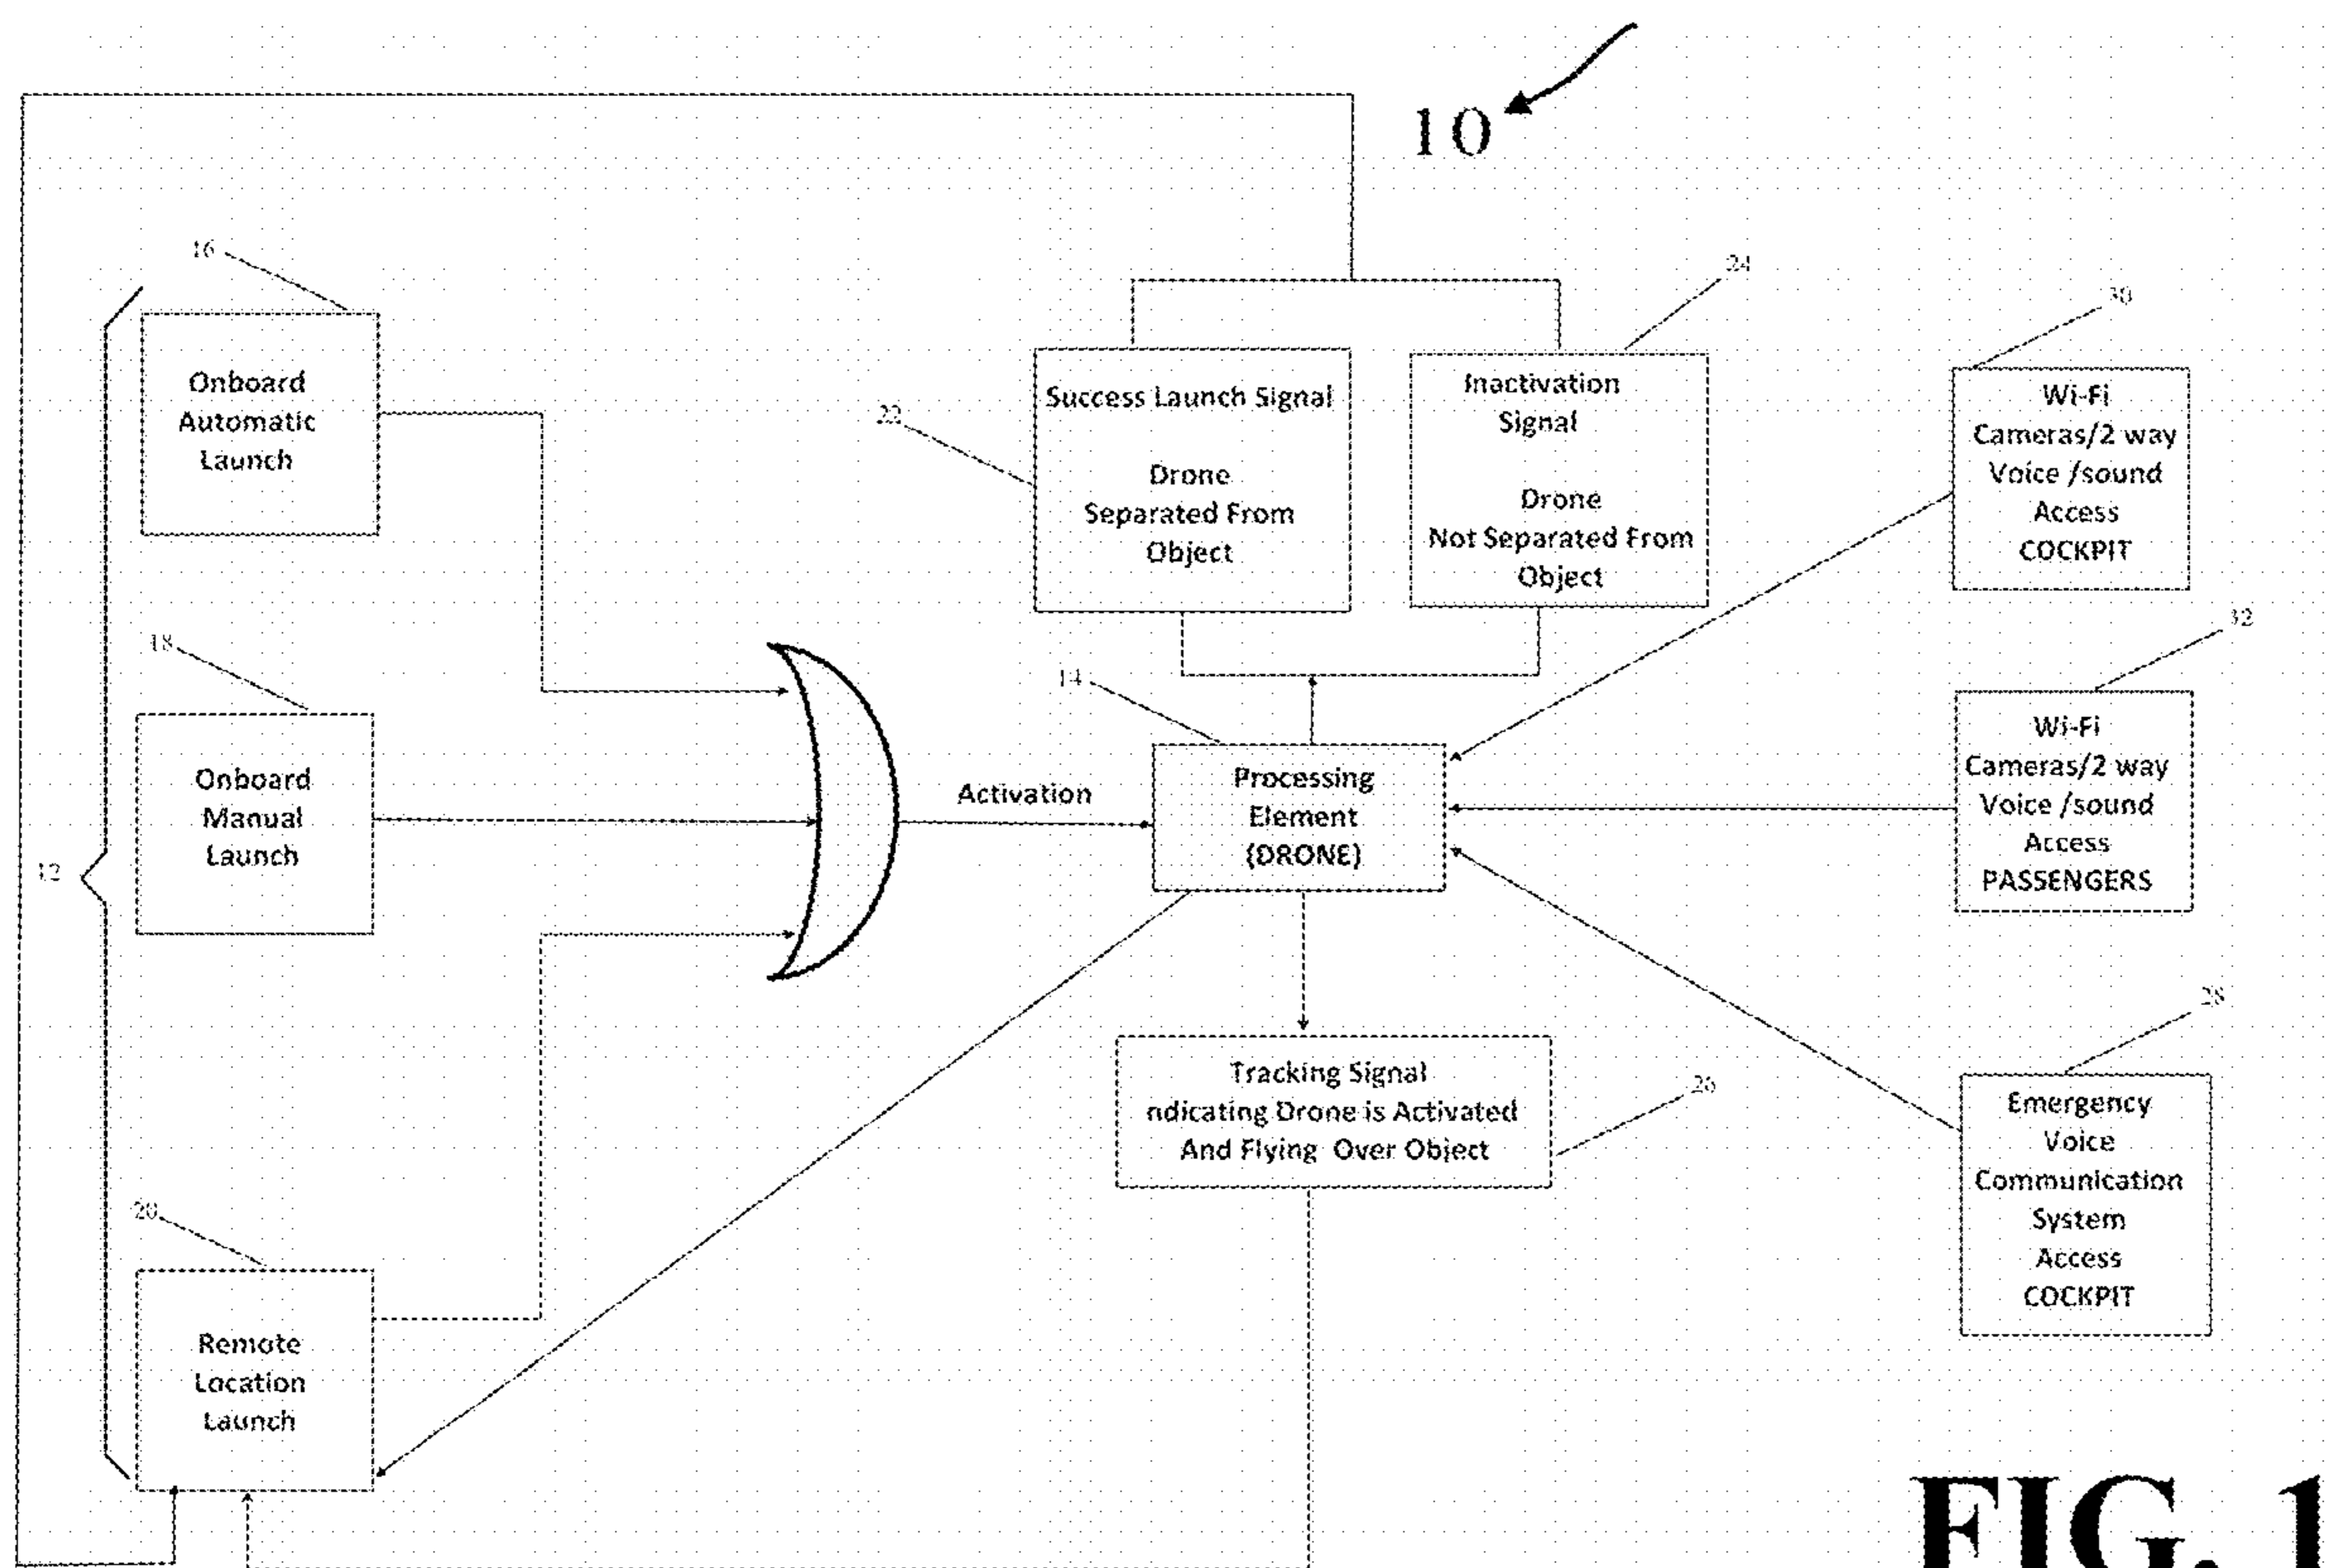 10
16
Onboard
Automatic
Launch
18
Onboard
Manual
Launch
12
20
Remote
Location
Launch
22
Success Launch Signal
Drone
Separated From
Object
24
Inactivation
Signal
Drone
Not Separated From
Object
30
Wi-Fi
Cameras/2 way
Voice /sound
Access
COCKPIT
32
Wi-Fi
Cameras/2 way
Voice /sound
Access
PASSENGERS
14
Activation
Processing
Element
(DRONE)
26
Tracking Signal
ndicating Drone is Activated
And Flying Over Object
28
Emergency
Voice
Communication
System
Access
COCKPIT
FIG. 1